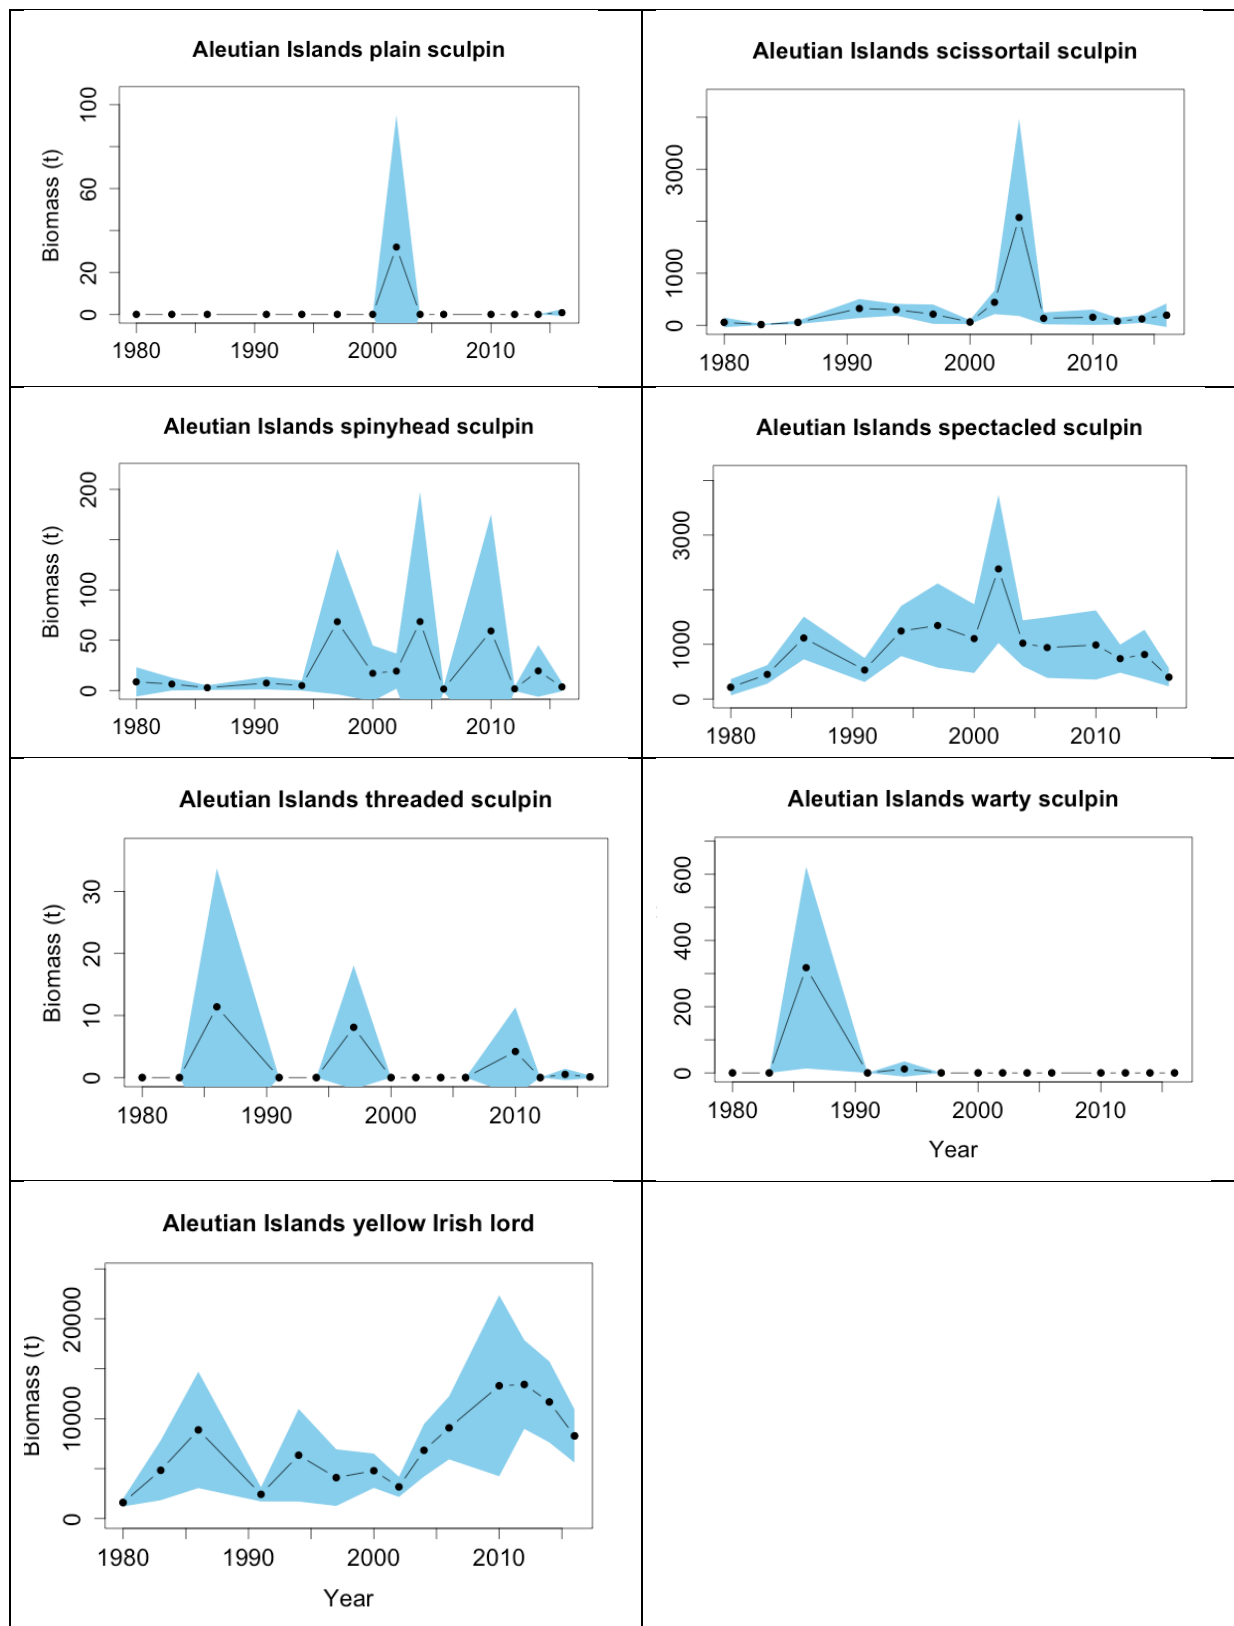 Aleutian Islands plain sculpin
Biomass (t)
100
60
20
0
1980 1990 2000 2010
Aleutian Islands scissortail sculpin
3000
1000
0
1980 1990 2000 2010
Aleutian Islands spinyhead sculpin
Biomass (t)
200
100
50
0
1980 1990 2000 2010
Aleutian Islands spectacled sculpin
3000
1000
0
1980 1990 2000 2010
Aleutian Islands threaded sculpin
Biomass (t)
30
20
10
0
1980 1990 2000 2010
Aleutian Islands warty sculpin
600
400
200
0
1980 1990 2000 2010
Year
Aleutian Islands yellow Irish lord
Biomass (t)
20000
10000
0
1980 1990 2000 2010
Year